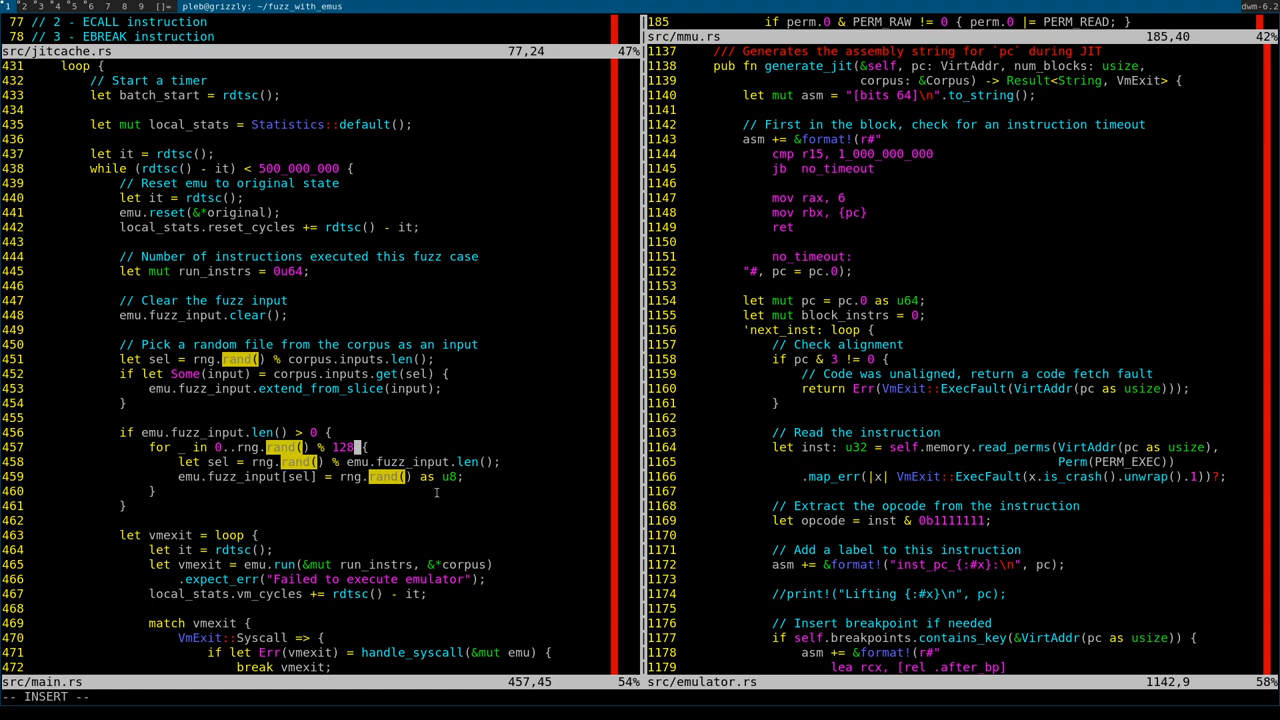 1 2 3 4 5 6 7 8 9 []= pleb@grizzly: ~/fuzz_with_emus dwm-6.2
77 // 2 - ECALL instruction
78 // 3 - EBREAK instruction
src/jitcache.rs 77,24 47%
431     loop {
432         // Start a timer
433         let batch_start = rdtsc();
434
435         let mut local_stats = Statistics::default();
436
437         let it = rdtsc();
438         while (rdtsc() - it) < 500_000_000 {
439             // Reset emu to original state
440             let it = rdtsc();
441             emu.reset(&*original);
442             local_stats.reset_cycles += rdtsc() - it;
443
444             // Number of instructions executed this fuzz case
445             let mut run_instrs = 0u64;
446
447             // Clear the fuzz input
448             emu.fuzz_input.clear();
449
450             // Pick a random file from the corpus as an input
451             let sel = rng.rand() % corpus.inputs.len();
452             if let Some(input) = corpus.inputs.get(sel) {
453                 emu.fuzz_input.extend_from_slice(input);
454             }
455
456             if emu.fuzz_input.len() > 0 {
457                 for _ in 0..rng.rand() % 128 {
458                     let sel = rng.rand() % emu.fuzz_input.len();
459                     emu.fuzz_input[sel] = rng.rand() as u8;
460                 }
461             }
462
463             let vmexit = loop {
464                 let it = rdtsc();
465                 let vmexit = emu.run(&mut run_instrs, &*corpus)
466                     .expect_err("Failed to execute emulator");
467                 local_stats.vm_cycles += rdtsc() - it;
468
469                 match vmexit {
470                     VmExit::Syscall => {
471                         if let Err(vmexit) = handle_syscall(&mut emu) {
472                             break vmexit;
src/main.rs 457,45 54%
-- INSERT --
185                 if perm.0 & PERM_RAW != 0 { perm.0 |= PERM_READ; }
src/mmu.rs 185,40 42%
1137     /// Generates the assembly string for `pc` during JIT
1138     pub fn generate_jit(&self, pc: VirtAddr, num_blocks: usize,
1139                         corpus: &Corpus) -> Result<String, VmExit> {
1140         let mut asm = "[bits 64]\n".to_string();
1141
1142         // First in the block, check for an instruction timeout
1143         asm += &format!(r#"
1144             cmp r15, 1_000_000_000
1145             jb  no_timeout
1146
1147             mov rax, 6
1148             mov rbx, {pc}
1149             ret
1150
1151             no_timeout:
1152         "#, pc = pc.0);
1153
1154         let mut pc = pc.0 as u64;
1155         let mut block_instrs = 0;
1156         'next_inst: loop {
1157             // Check alignment
1158             if pc & 3 != 0 {
1159                 // Code was unaligned, return a code fetch fault
1160                 return Err(VmExit::ExecFault(VirtAddr(pc as usize)));
1161             }
1162
1163             // Read the instruction
1164             let inst: u32 = self.memory.read_perms(VirtAddr(pc as usize),
1165                                                    Perm(PERM_EXEC))
1166                 .map_err(|x| VmExit::ExecFault(x.is_crash().unwrap().1))?;
1167
1168             // Extract the opcode from the instruction
1169             let opcode = inst & 0b1111111;
1170
1171             // Add a label to this instruction
1172             asm += &format!("inst_pc_{:#x}:\n", pc);
1173
1174             //print!("Lifting {:#x}\n", pc);
1175
1176             // Insert breakpoint if needed
1177             if self.breakpoints.contains_key(&VirtAddr(pc as usize)) {
1178                 asm += &format!(r#"
1179                     lea rcx, [rel .after_bp]
src/emulator.rs 1142,9 58%